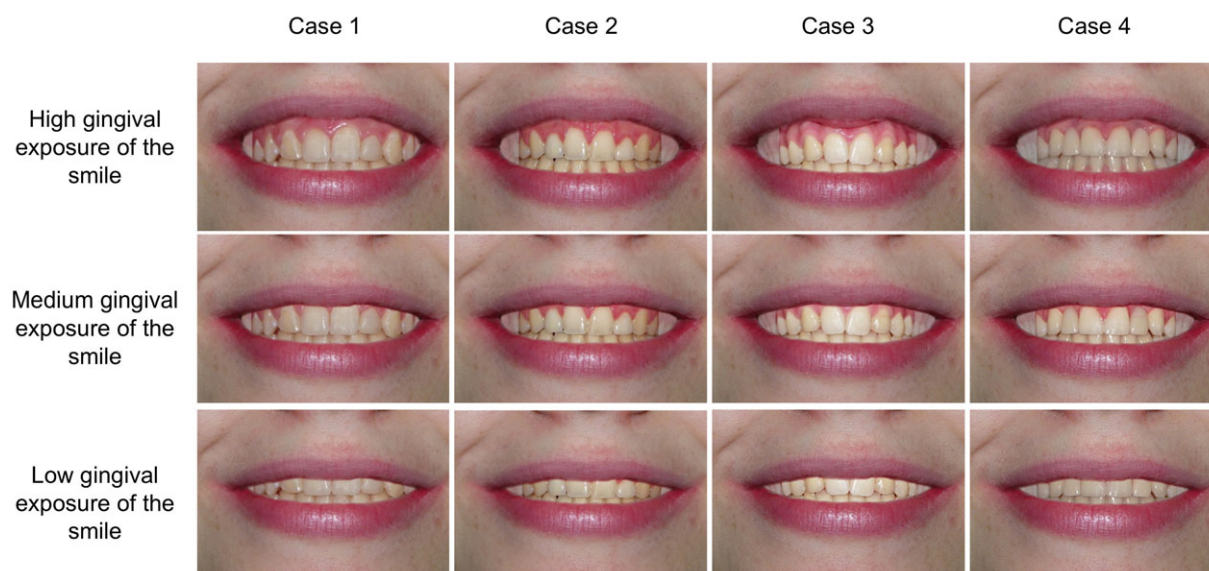 Case 1 Case 2 Case 3 Case 4
High gingival
exposure of the
smile
Medium gingival
exposure of the
smile
Low gingival
exposure of the
smile